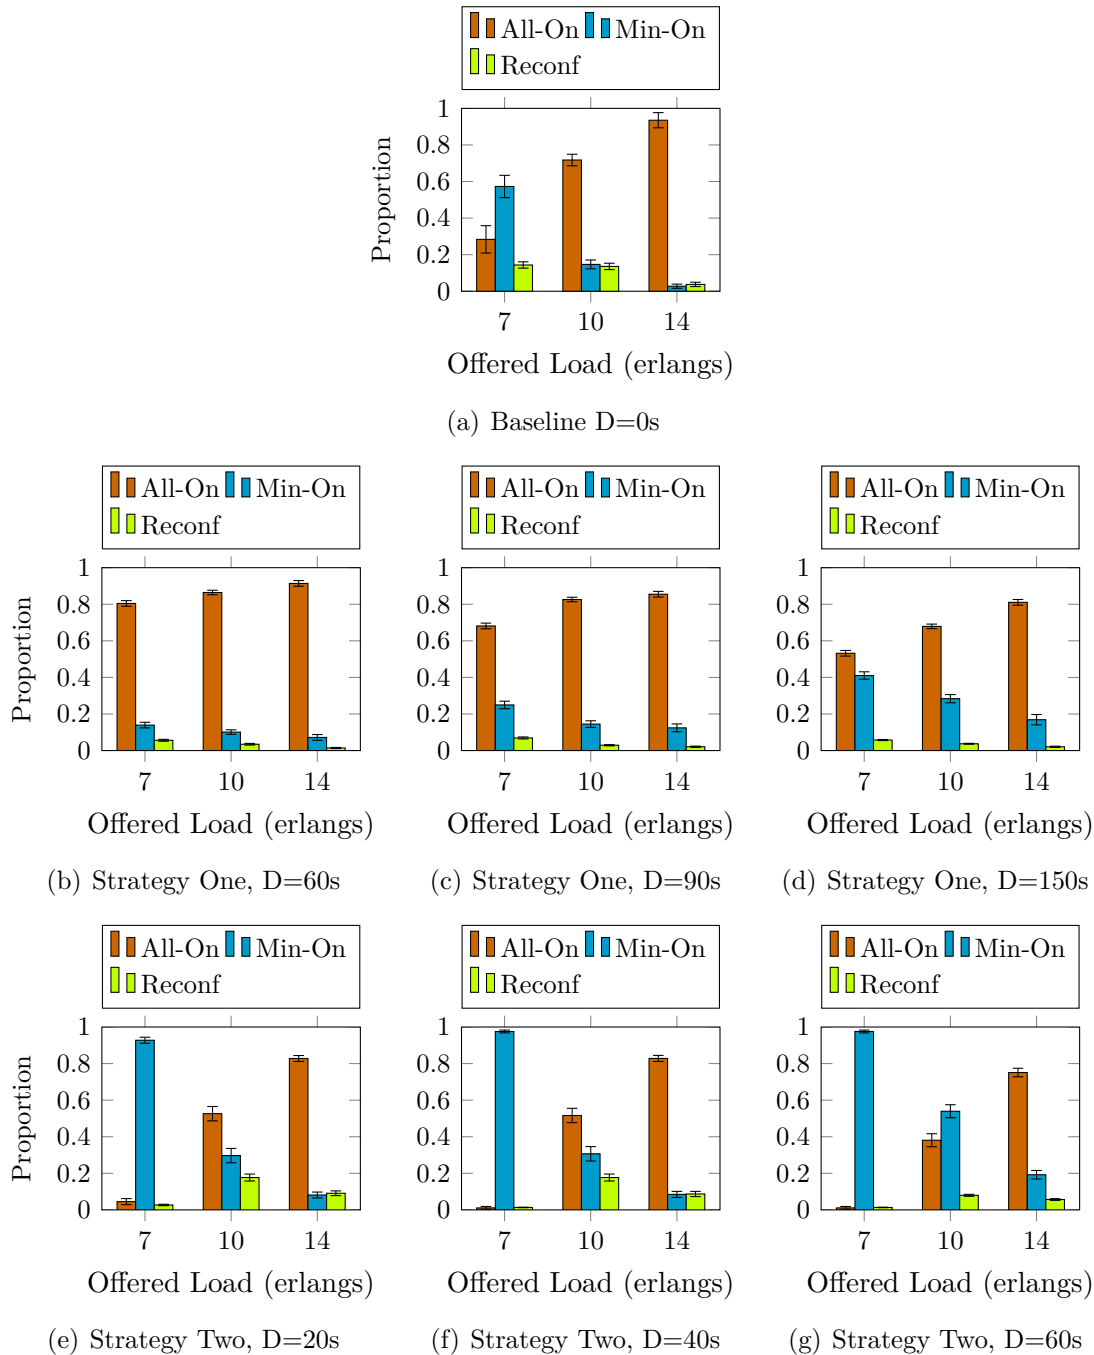 All-On Min-On
Reconf
1
0.8
0.6
0.4
0.2
0
Proportion
7 10 14
Offered Load (erlangs)
(a) Baseline D=0s
All-On Min-On
Reconf
1
0.8
0.6
0.4
0.2
0
Proportion
7 10 14
Offered Load (erlangs)
(b) Strategy One, D=60s
All-On Min-On
Reconf
1
0.8
0.6
0.4
0.2
0
7 10 14
Offered Load (erlangs)
(c) Strategy One, D=90s
All-On Min-On
Reconf
1
0.8
0.6
0.4
0.2
0
7 10 14
Offered Load (erlangs)
(d) Strategy One, D=150s
All-On Min-On
Reconf
1
0.8
0.6
0.4
0.2
0
Proportion
7 10 14
Offered Load (erlangs)
(e) Strategy Two, D=20s
All-On Min-On
Reconf
1
0.8
0.6
0.4
0.2
0
7 10 14
Offered Load (erlangs)
(f) Strategy Two, D=40s
All-On Min-On
Reconf
1
0.8
0.6
0.4
0.2
0
7 10 14
Offered Load (erlangs)
(g) Strategy Two, D=60s